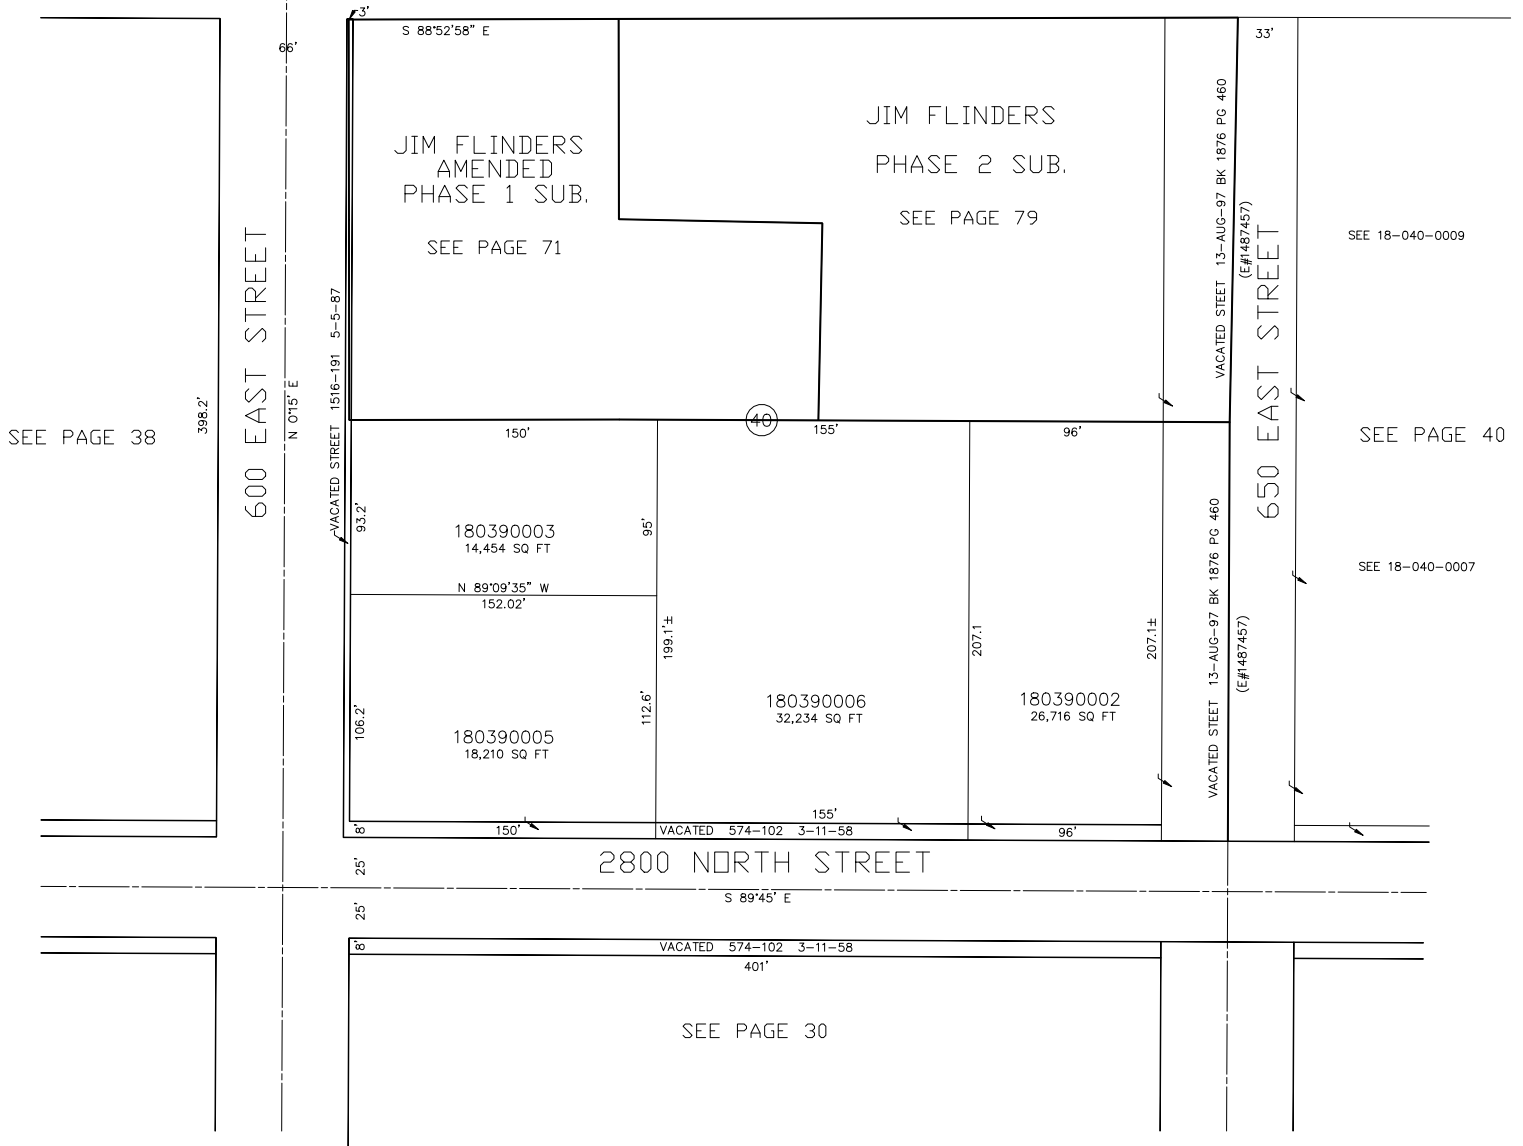 3'
66'
S 88°52'58" E
33'
JIM FLINDERS
AMENDED
PHASE 1 SUB.
SEE PAGE 71
JIM FLINDERS
PHASE 2 SUB.
SEE PAGE 79
VACATED STEET 13-AUG-97 BK 1876 PG 460
(E#1487457)
SEE 18-040-0009
600 EAST STREET
N 0°15' E
VACATED STREET 1516-191 5-5-87
398.2'
SEE PAGE 38
650 EAST STREET
SEE PAGE 40
40
150'
155'
96'
93.2'
180390003
14,454 SQ FT
95'
N 89°09'35" W
152.02'
SEE 18-040-0007
199.1'±
207.1
207.1±
VACATED STEET 13-AUG-97 BK 1876 PG 460
(E#1487457)
106.2'
180390005
18,210 SQ FT
112.6'
180390006
32,234 SQ FT
180390002
26,716 SQ FT
155'
8'
150'
VACATED 574-102 3-11-58
96'
25'
2800 NORTH STREET
S 89°45' E
25'
8'
VACATED 574-102 3-11-58
401'
SEE PAGE 30